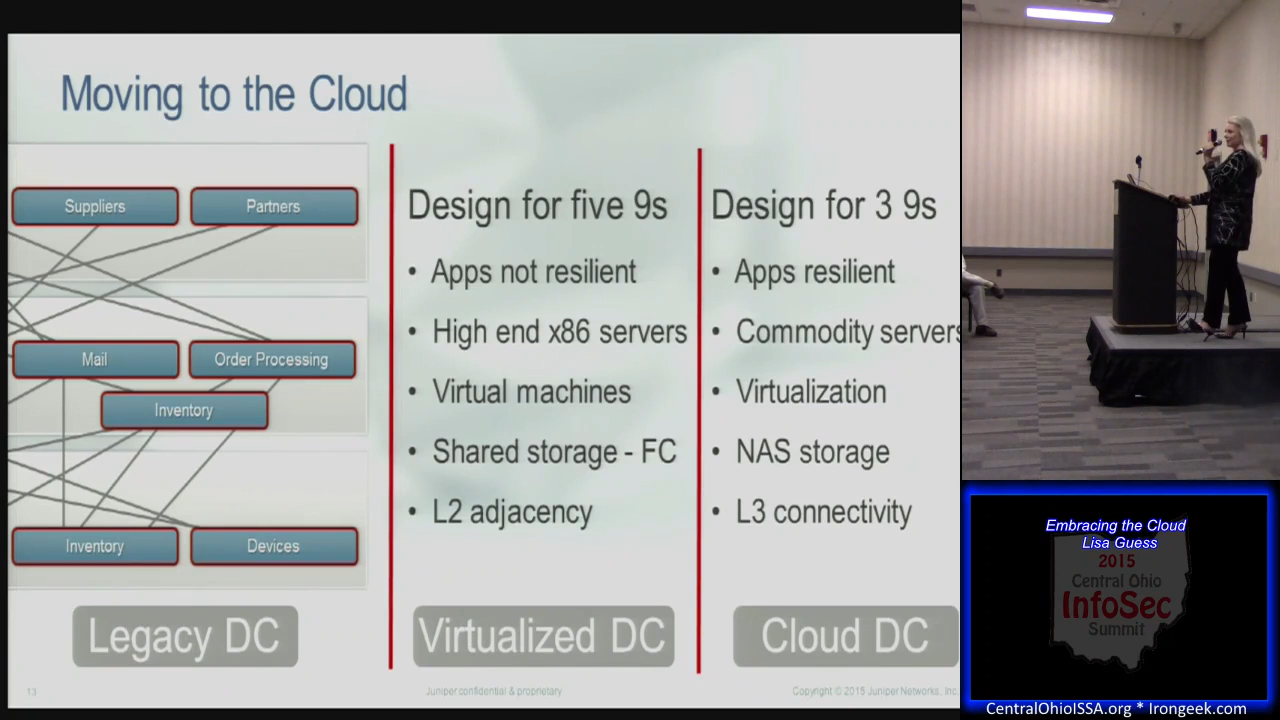 Moving to the Cloud
Suppliers
Partners
Mail
Order Processing
Inventory
Inventory
Devices
Legacy DC
Design for five 9s
• Apps not resilient
• High end x86 servers
• Virtual machines
• Shared storage - FC
• L2 adjacency
Virtualized DC
Design for 3 9s
• Apps resilient
• Commodity servers
• Virtualization
• NAS storage
• L3 connectivity
Cloud DC
13
Juniper confidential & proprietary
Copyright © 2015 Juniper Networks, Inc.
Embracing the Cloud
Lisa Guess
2015
Central Ohio
InfoSec
Summit
CentralOhioISSA.org * Irongeek.com